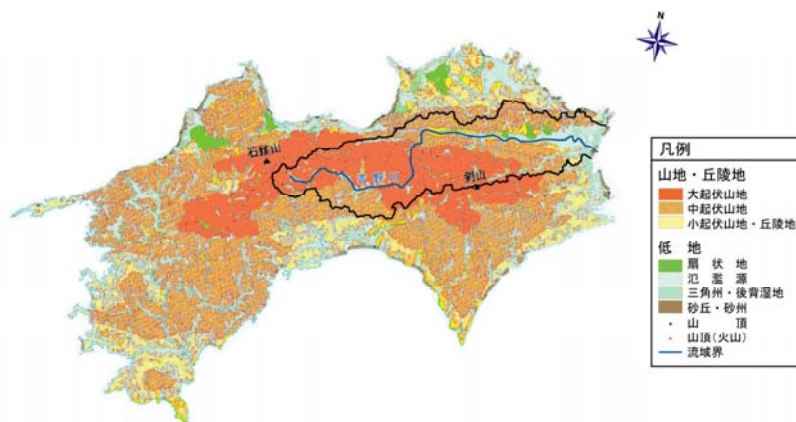 N
石鎚山
吉野川
剣山
凡例
山地・丘陵地
大起伏山地
中起伏山地
小起伏山地・丘陵地
低 地
扇 状 地
氾 濫 源
三角州・後背湿地
砂丘・砂州
山 頂
山頂(火山)
流域界